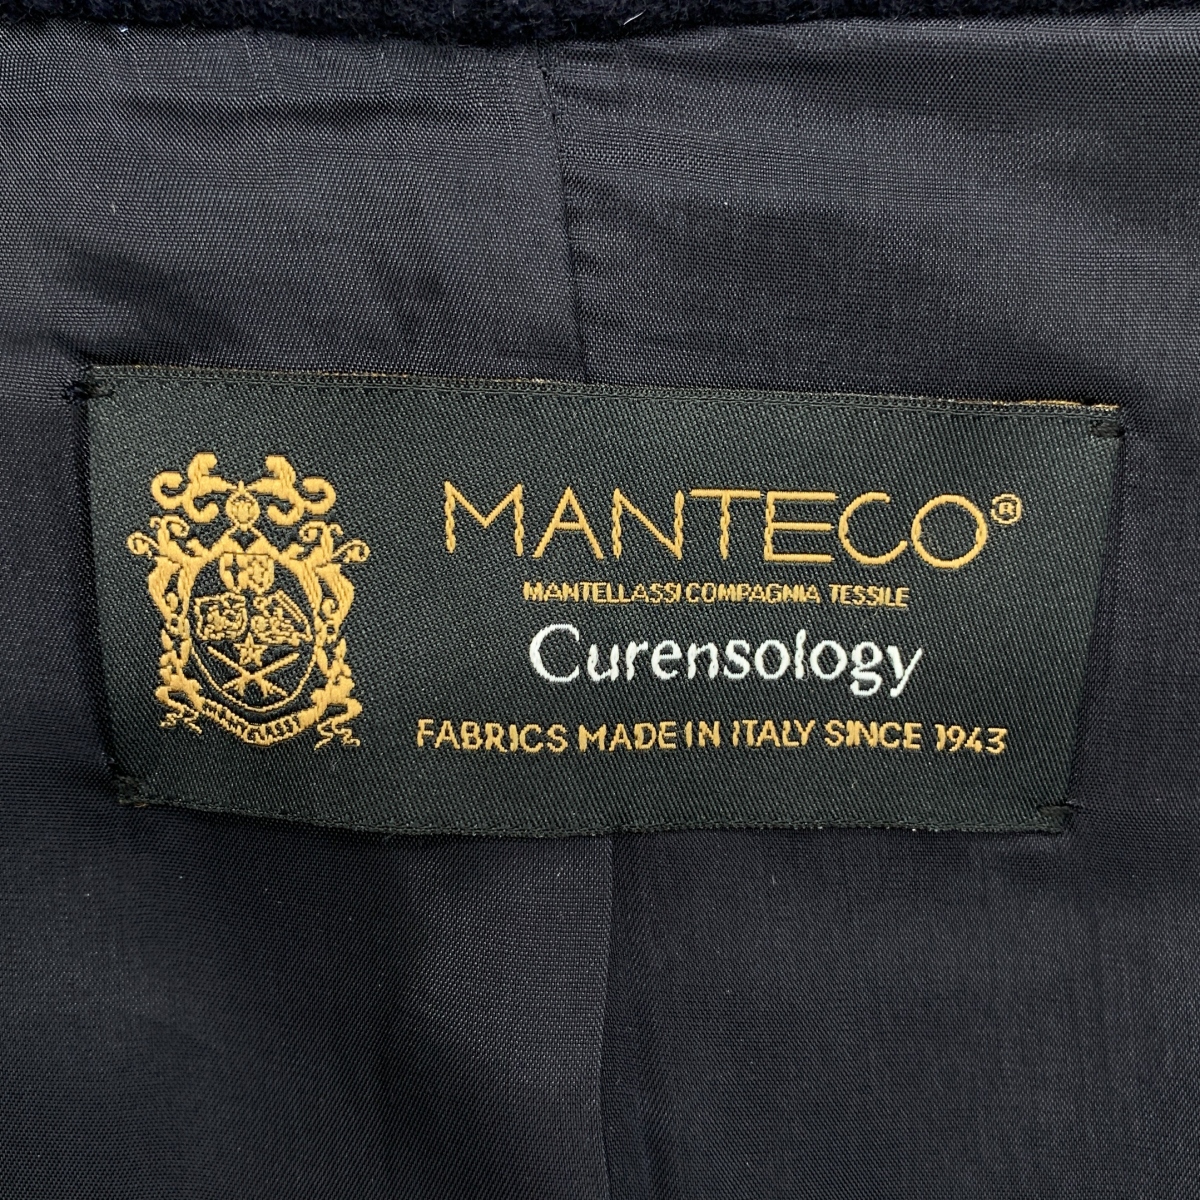 MANTECO®
MANTELLASSI COMPAGNIA TESSILE
Curensology
FABRICS MADE IN ITALY SINCE 1943